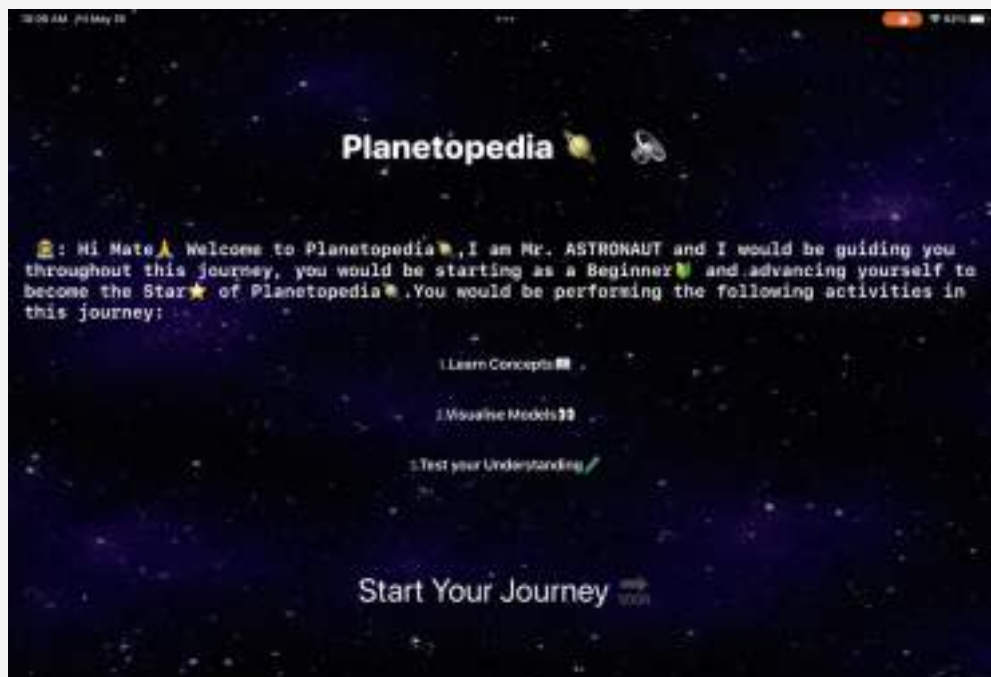 Planetopedia🪐
👨‍🚀: Hi Mate🙏 Welcome to Planetopedia🪐,I am Mr. ASTRONAUT and I would be guiding you
throughout this journey, you would be starting as a Beginner🔰 and advancing yourself to
become the Star⭐ of Planetopedia🪐.You would be performing the following activities in
this journey:
1.Learn Concepts📖
2.Visualise Models👀
3.Test your Understanding🧪
Start Your Journey 🔜